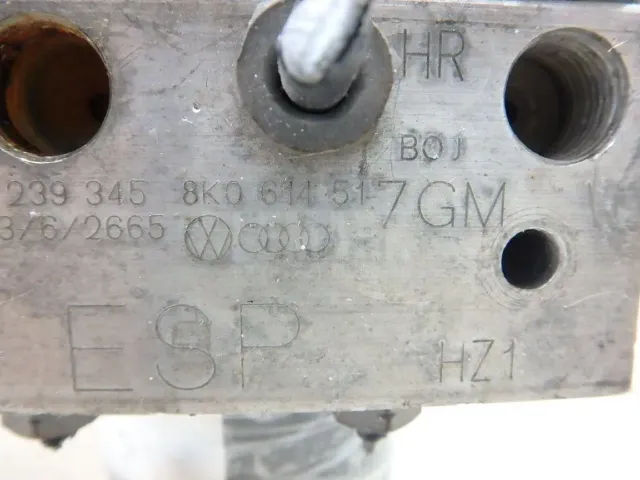 HR
BOJ
239 345 8K0 614 517GM
3/6/2665
ESP HZ1